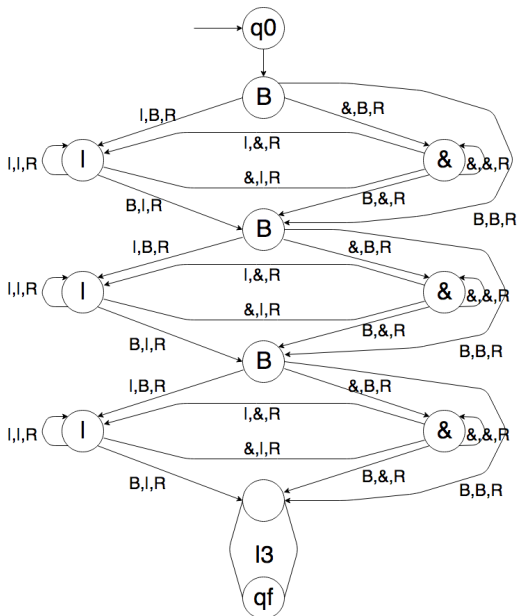 q0
B
I,B,R
&,B,R
I,&,R
I,I,R
I
&
&,&,R
&,I,R
B,I,R
B,&,R
B,B,R
B
I,B,R
&,B,R
I,&,R
I,I,R
I
&
&,&,R
&,I,R
B,I,R
B,&,R
B,B,R
B
I,B,R
&,B,R
I,&,R
I,I,R
I
&
&,&,R
&,I,R
B,I,R
B,&,R
B,B,R
I3
qf